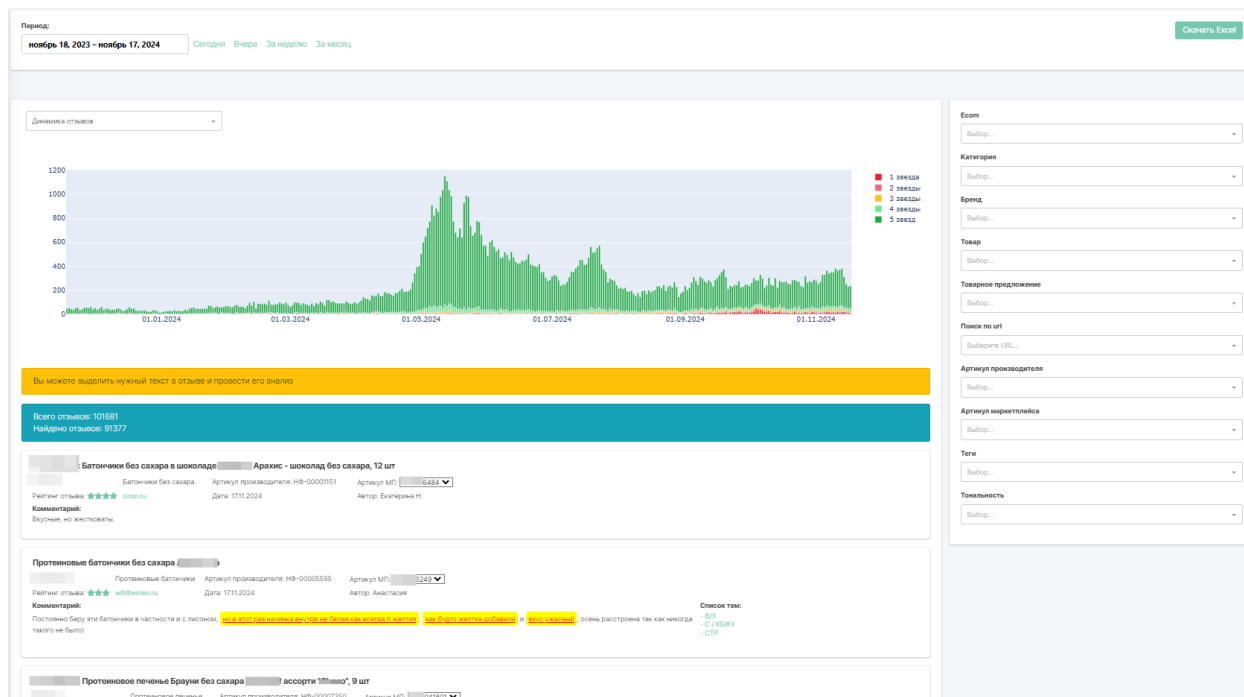 Период:
ноябрь 18, 2023 – ноябрь 17, 2024
Сегодня Вчера За неделю За месяц
Скачать Excel
Динамика отзывов
1200
1000
800
600
400
200
0
01.01.2024 01.03.2024 01.05.2024 01.07.2024 01.09.2024 01.11.2024
1 звезда
2 звезды
3 звезды
4 звезды
5 звезд
Вы можете выделить нужный текст в отзыве и провести его анализ
Всего отзывов: 101681
Найдено отзывов: 91377
: Батончики без сахара в шоколаде Арахис - шоколад без сахара, 12 шт
Батончики без сахара Артикул производителя: НФ-00001151 Артикул МП: 6484
Рейтинг отзыва: ozon.ru Дата: 17.11.2024 Автор: Екатерина Н.
Комментарий:
Вкусные, но жестковаты.
Протеиновые батончики без сахара
Протеиновые батончики Артикул производителя: НФ-00005595 Артикул МП: 6249
Рейтинг отзыва: wildberries.ru Дата: 17.11.2024 Автор: Анастасия
Комментарий:
Постоянно беру эти батончики в частности и с лисоном, но в этот раз начинка внутри не белая как всегда п желтая , как будто желтка добавили, и вкус ужасный , осень расстроена так как никогда
такого не было)
Список тем:
- В/З
- С / КБЖУ
- СТР
Протеиновое печенье Брауни без сахара ассорти 9 шт
Протеиновое печенье Артикул производителя: НФ-00007350 Артикул МП: 041801
Ecom
Выбор...
Категория
Выбор...
Бренд
Выбор...
Товар
Выбор...
Товарное предложение
Выбор...
Поиск по url
Выберите URL...
Артикул производителя
Выбор...
Артикул маркетплейса
Выбор...
Теги
Выбор...
Тональность
Выбор...